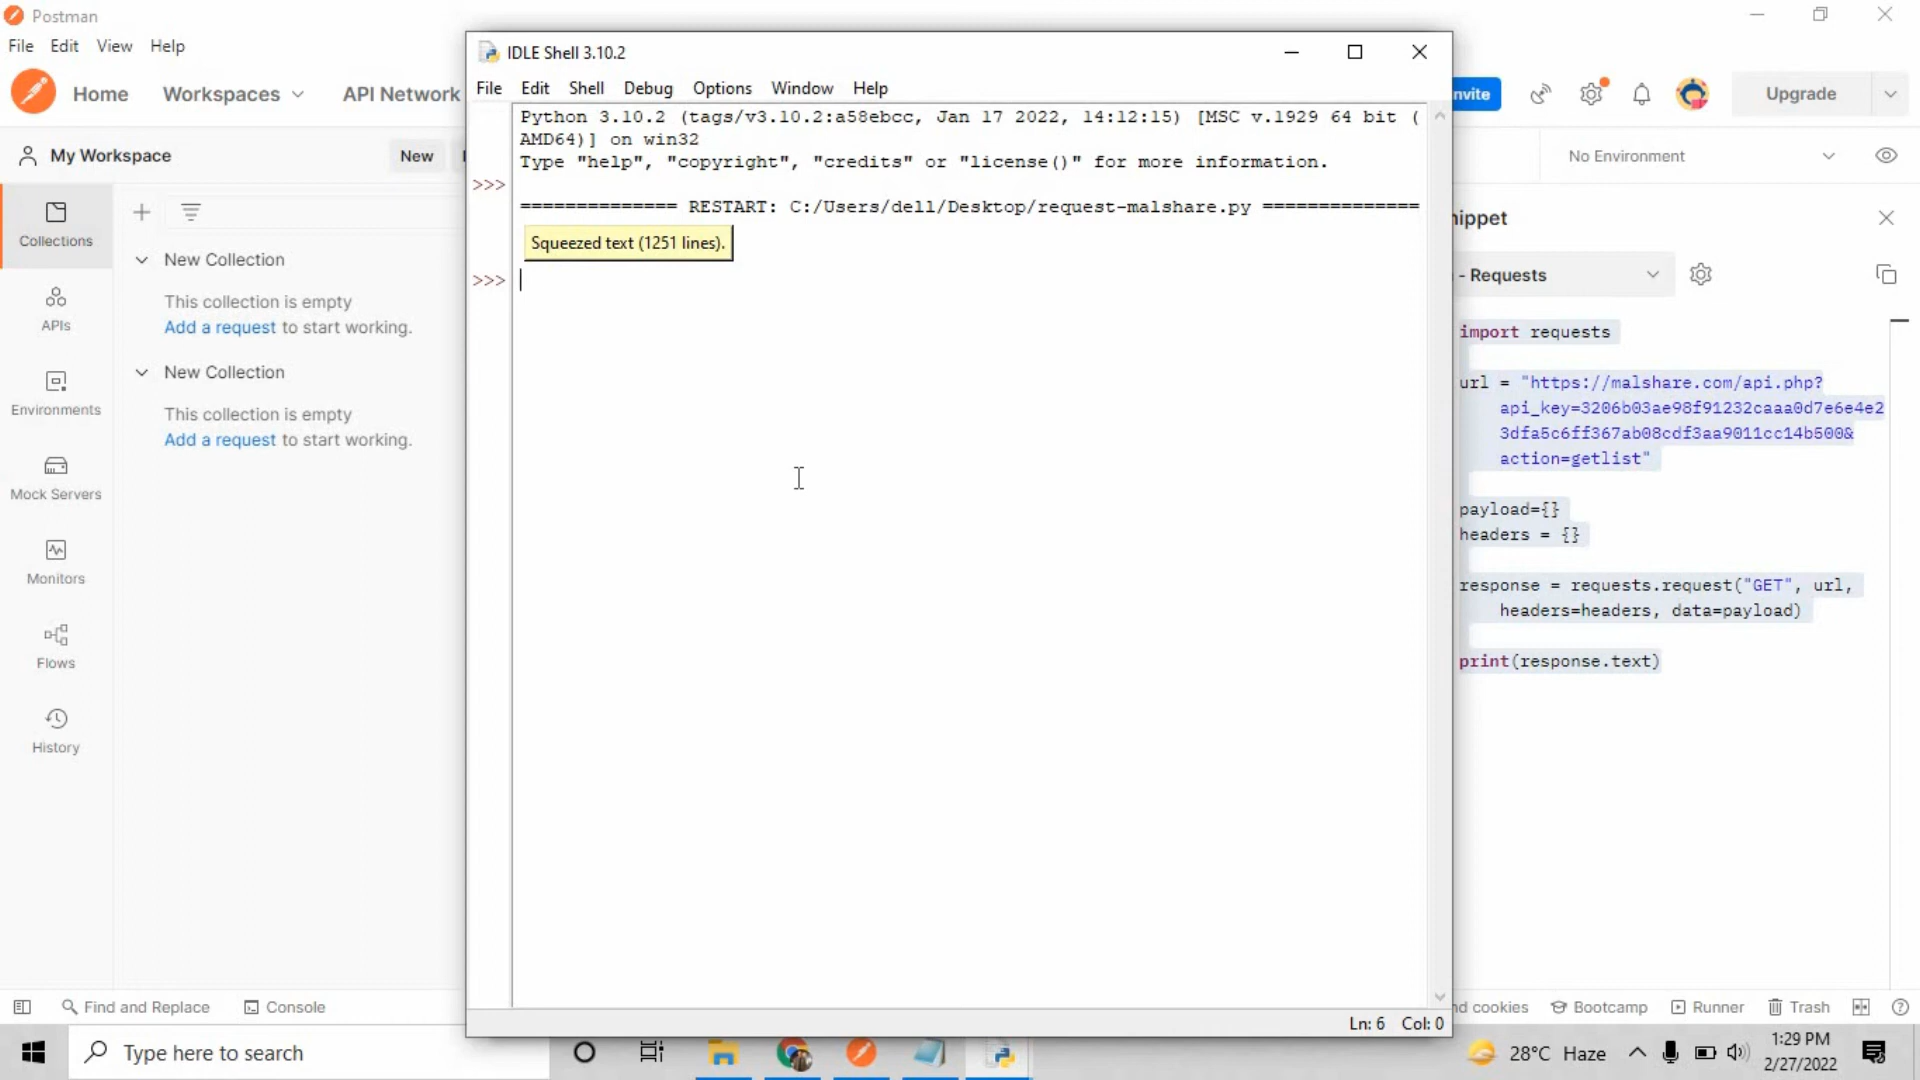 Postman
File Edit View Help
Home Workspaces API Network
nvite
Upgrade
My Workspace
New
No Environment
Collections
APIs
Environments
Mock Servers
Monitors
Flows
History
New Collection
This collection is empty
Add a request to start working.
New Collection
This collection is empty
Add a request to start working.
IDLE Shell 3.10.2
File Edit Shell Debug Options Window Help
Python 3.10.2 (tags/v3.10.2:a58ebcc, Jan 17 2022, 14:12:15) [MSC v.1929 64 bit (
AMD64)] on win32
Type "help", "copyright", "credits" or "license()" for more information.
>>>
============== RESTART: C:/Users/dell/Desktop/request-malshare.py ==============
Squeezed text (1251 lines).
>>>
Ln: 6 Col: 0
nippet
- Requests
import requests
url = "https://malshare.com/api.php?
api_key=3206b03ae98f91232caaa0d7e6e4e2
3dfa5c6ff367ab08cdf3aa9011cc14b500&
action=getlist"
payload={}
headers = {}
response = requests.request("GET", url,
headers=headers, data=payload)
print(response.text)
Find and Replace Console
nd cookies Bootcamp Runner Trash
Type here to search
28°C Haze
1:29 PM
2/27/2022